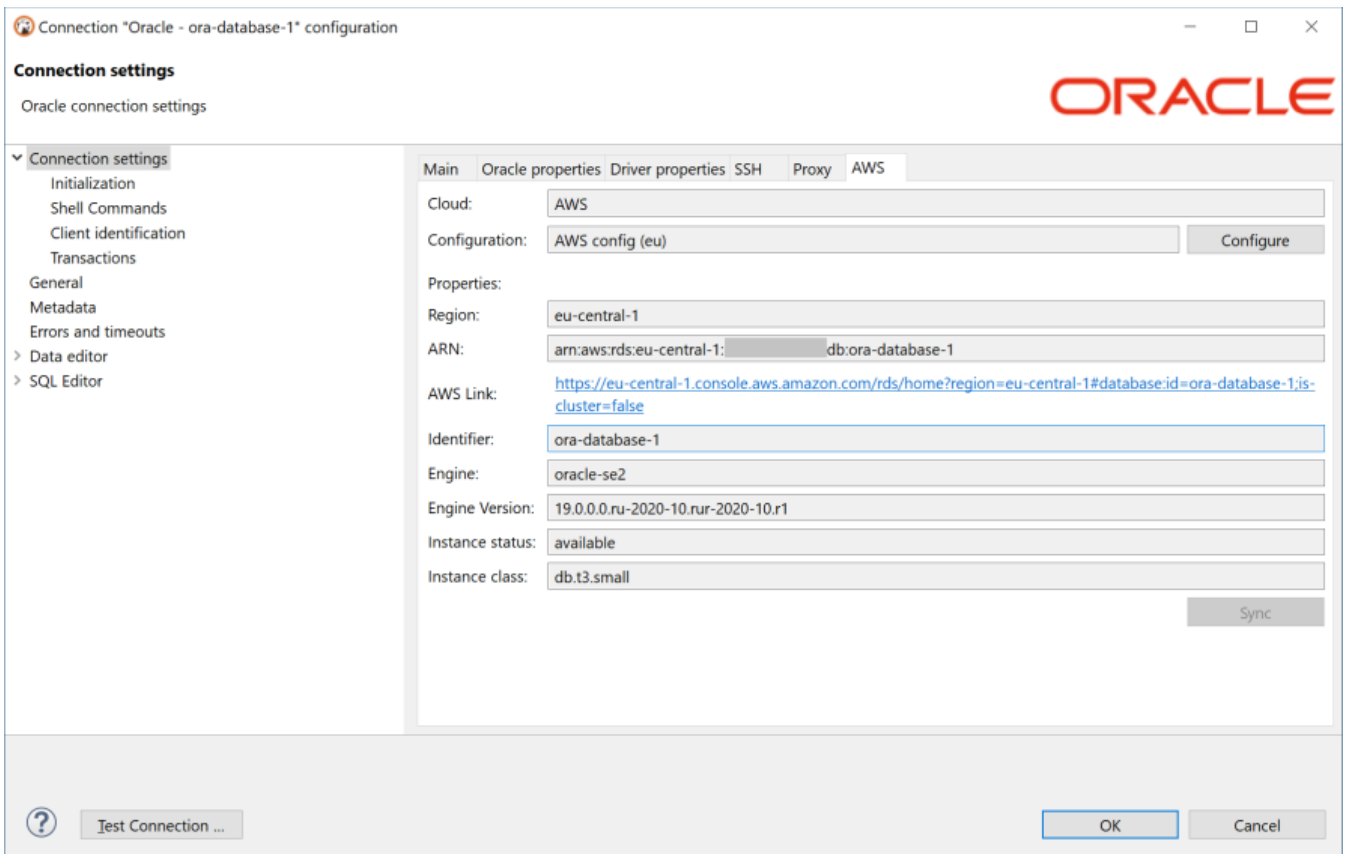 Connection "Oracle - ora-database-1" configuration
Connection settings
Oracle connection settings
ORACLE
Connection settings
Initialization
Shell Commands
Client identification
Transactions
General
Metadata
Errors and timeouts
Data editor
SQL Editor
Main Oracle properties Driver properties SSH Proxy AWS
Cloud: AWS
Configuration: AWS config (eu) Configure
Properties:
Region: eu-central-1
ARN: arn:aws:rds:eu-central-1: db:ora-database-1
AWS Link: https://eu-central-1.console.aws.amazon.com/rds/home?region=eu-central-1#database:id=ora-database-1;is-
cluster=false
Identifier: ora-database-1
Engine: oracle-se2
Engine Version: 19.0.0.0.ru-2020-10.rur-2020-10.r1
Instance status: available
Instance class: db.t3.small
Sync
? Test Connection ... OK Cancel